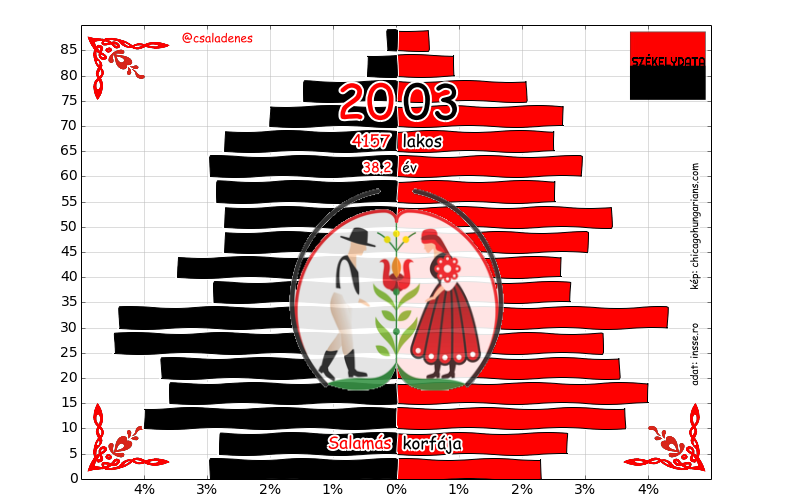 @csaladenes
SZÉKELYDATA
2003
4157 lakos
38,2 év
kép: chicagohungarians.com
adat: insse.ro
Salamás korfája
85
80
75
70
65
60
55
50
45
40
35
30
25
20
15
10
5
0
4% 3% 2% 1% 0% 1% 2% 3% 4%